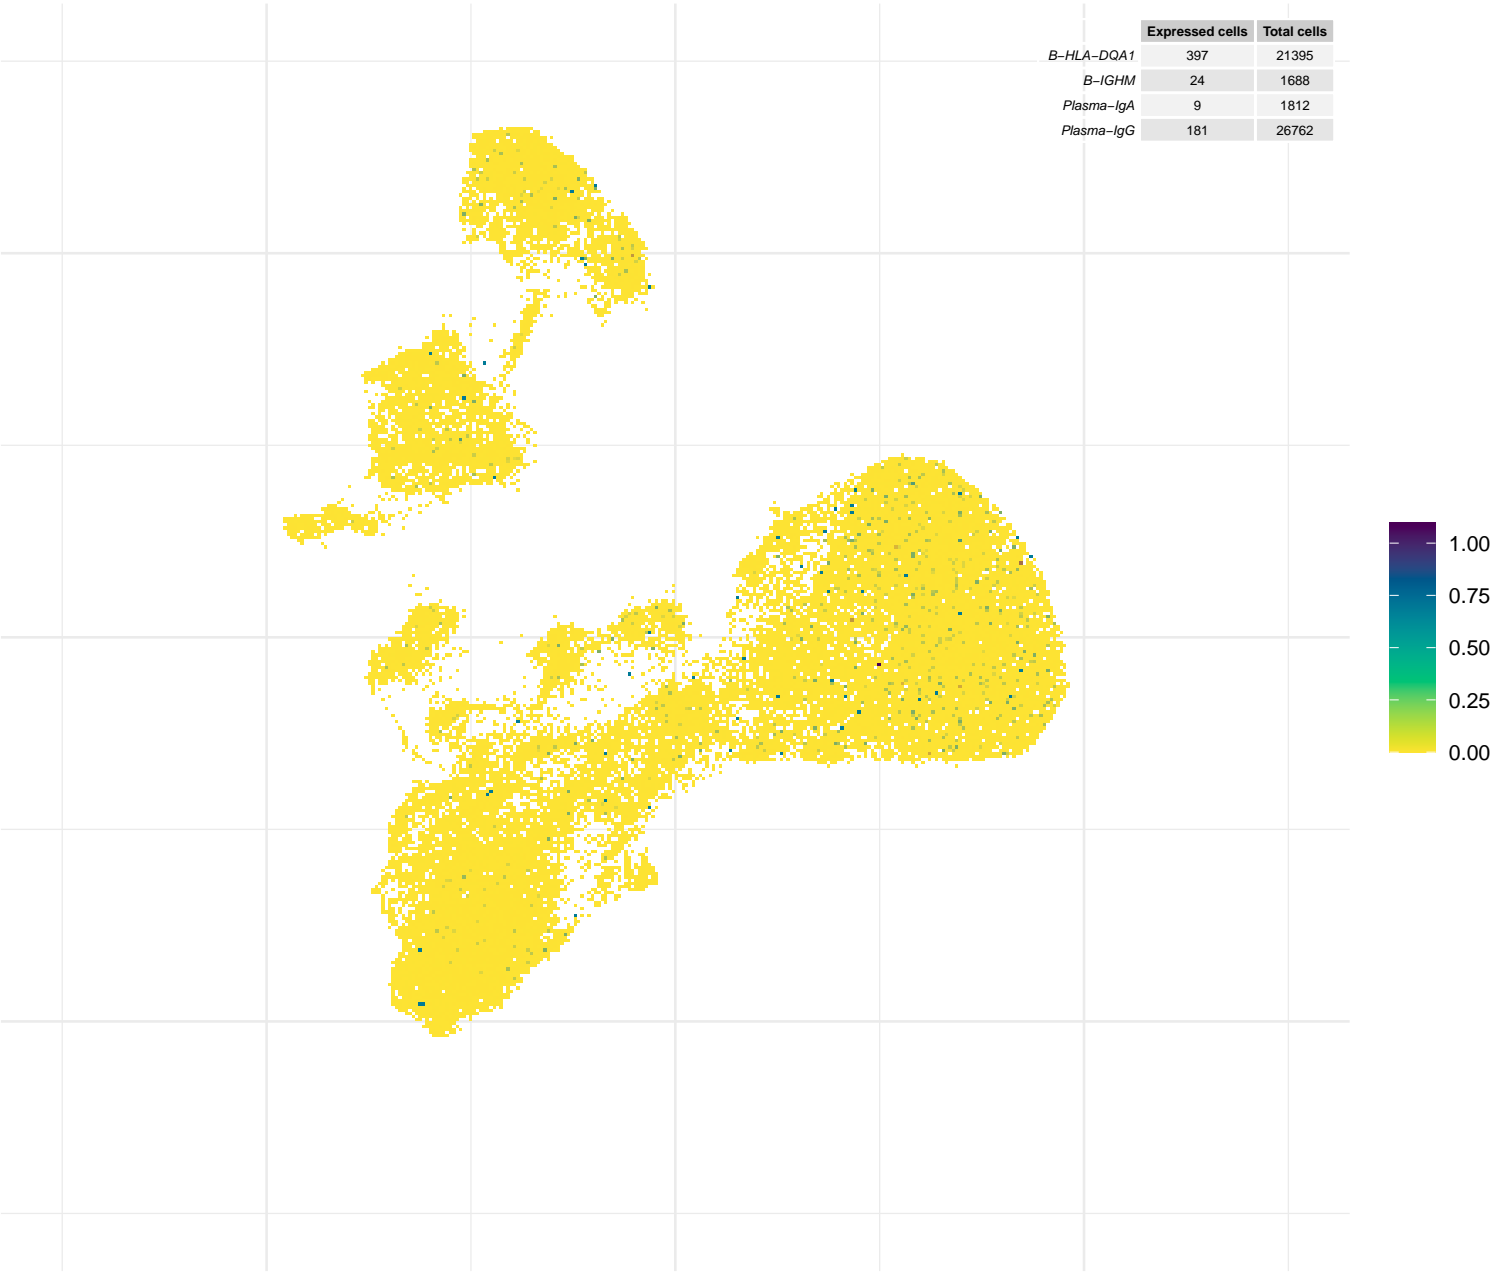 Expressed cells Total cells
B−HLA−DQA1 397 21395
B−IGHM 24 1688
Plasma−IgA 9 1812
Plasma−IgG 181 26762
1.00
0.75
0.50
0.25
0.00